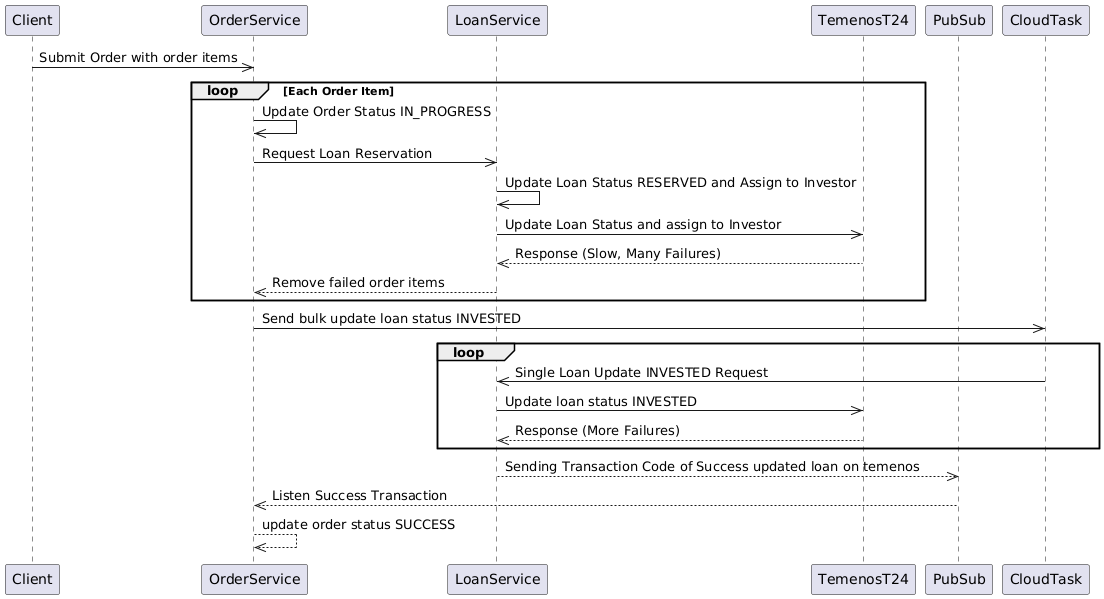 Client OrderService LoanService TemenosT24 PubSub CloudTask
Submit Order with order items
loop [Each Order Item]
Update Order Status IN_PROGRESS
Request Loan Reservation
Update Loan Status RESERVED and Assign to Investor
Update Loan Status and assign to Investor
Response (Slow, Many Failures)
Remove failed order items
Send bulk update loan status INVESTED
loop
Single Loan Update INVESTED Request
Update loan status INVESTED
Response (More Failures)
Sending Transaction Code of Success updated loan on temenos
Listen Success Transaction
update order status SUCCESS
Client OrderService LoanService TemenosT24 PubSub CloudTask